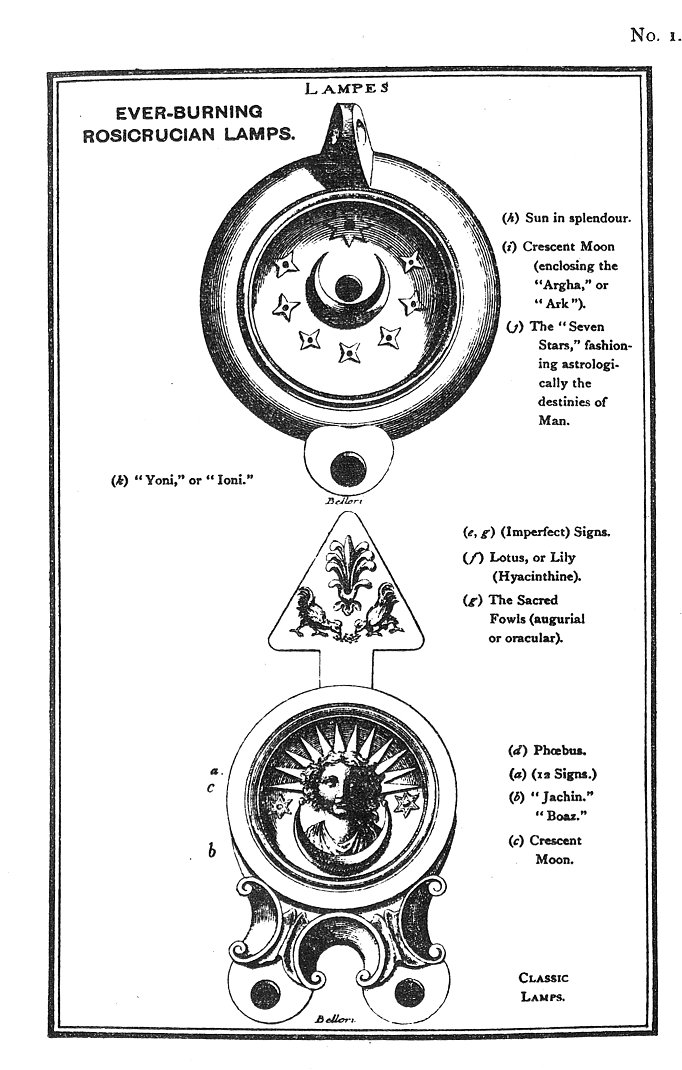 No. 1.
LAMPES
EVER-BURNING
ROSICRUCIAN LAMPS.
(h) Sun in splendour.
(i) Crescent Moon
(enclosing the
“Argha,” or
“Ark”).
(j) The “Seven
Stars,” fashion-
ing astrologi-
cally the
destinies of
Man.
(k) “Yoni,” or “Ioni.”
Bellori
(e, g) (Imperfect) Signs.
(f) Lotus, or Lily
(Hyacinthine).
(g) The Sacred
Fowls (augurial
or oracular).
a.
c
b
(d) Phœbus.
(a) (12 Signs.)
(b) “Jachin.”
“Boaz.”
(c) Crescent
Moon.
CLASSIC
LAMPS.
Bellori.